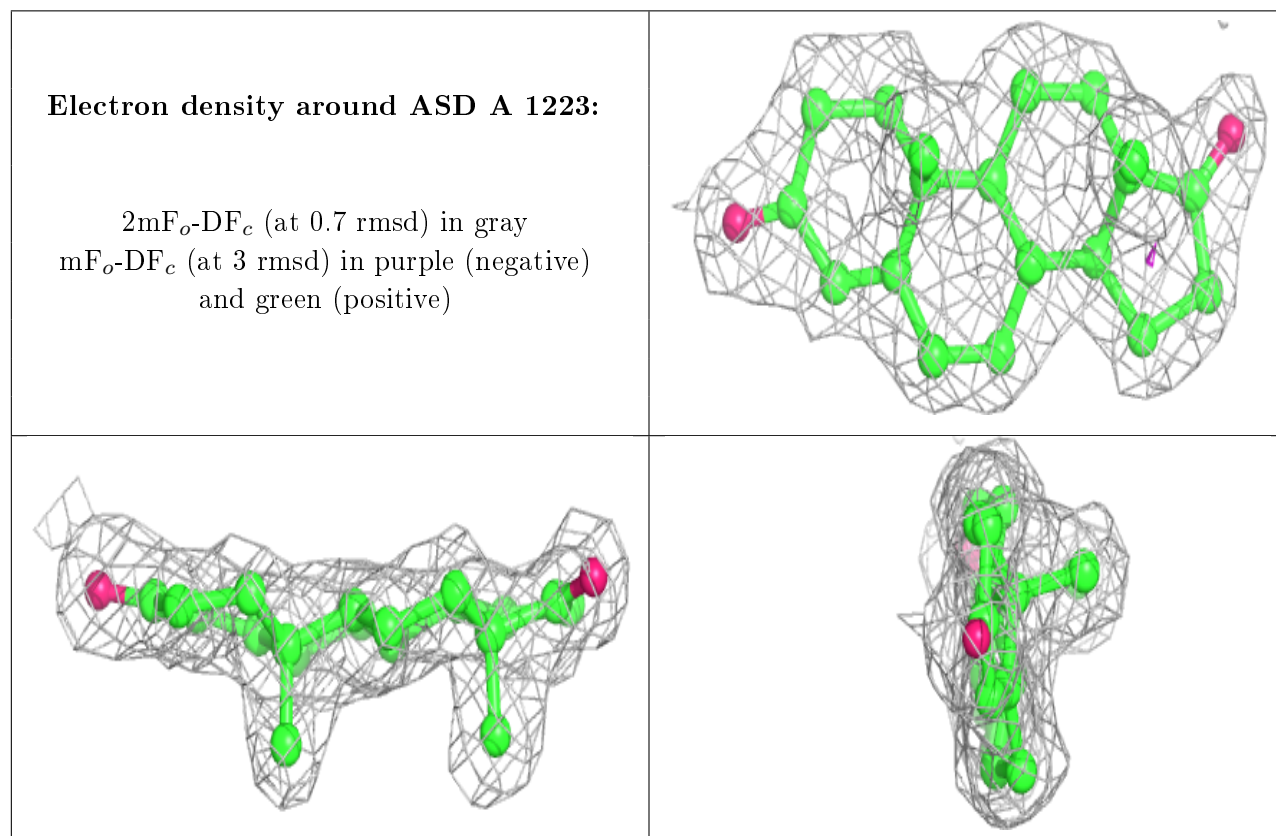 Electron density around ASD A 1223:
2mFₒ-DF𝒸 (at 0.7 rmsd) in gray
mFₒ-DF𝒸 (at 3 rmsd) in purple (negative)
and green (positive)